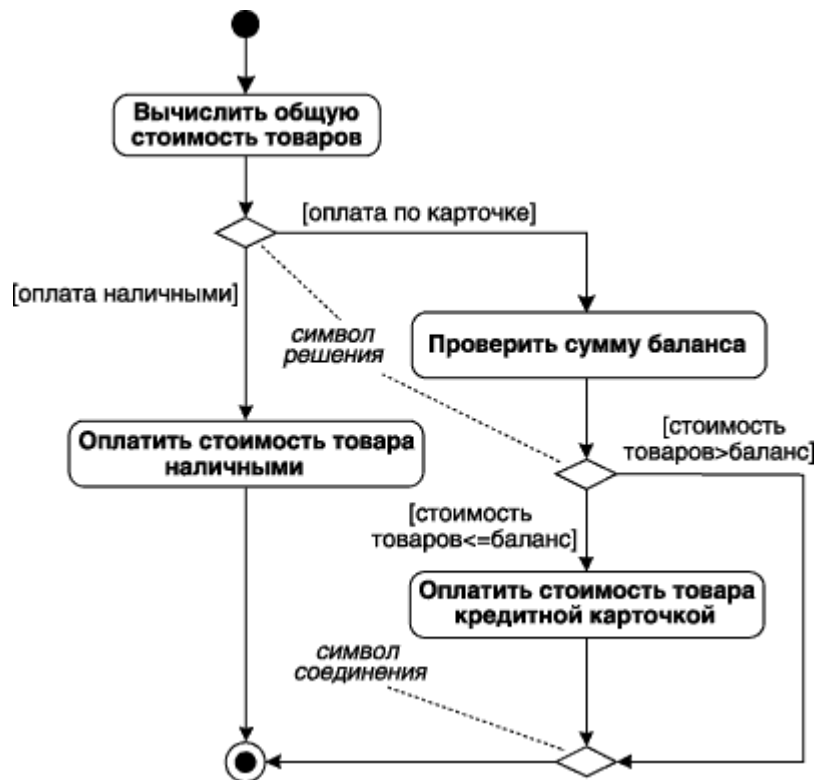 Вычислить общую
стоимость товаров
[оплата по карточке]
[оплата наличными]
символ
решения
Проверить сумму баланса
Оплатить стоимость товара
наличными
[стоимость
товаров>баланс]
[стоимость
товаров<=баланс]
Оплатить стоимость товара
кредитной карточкой
символ
соединения